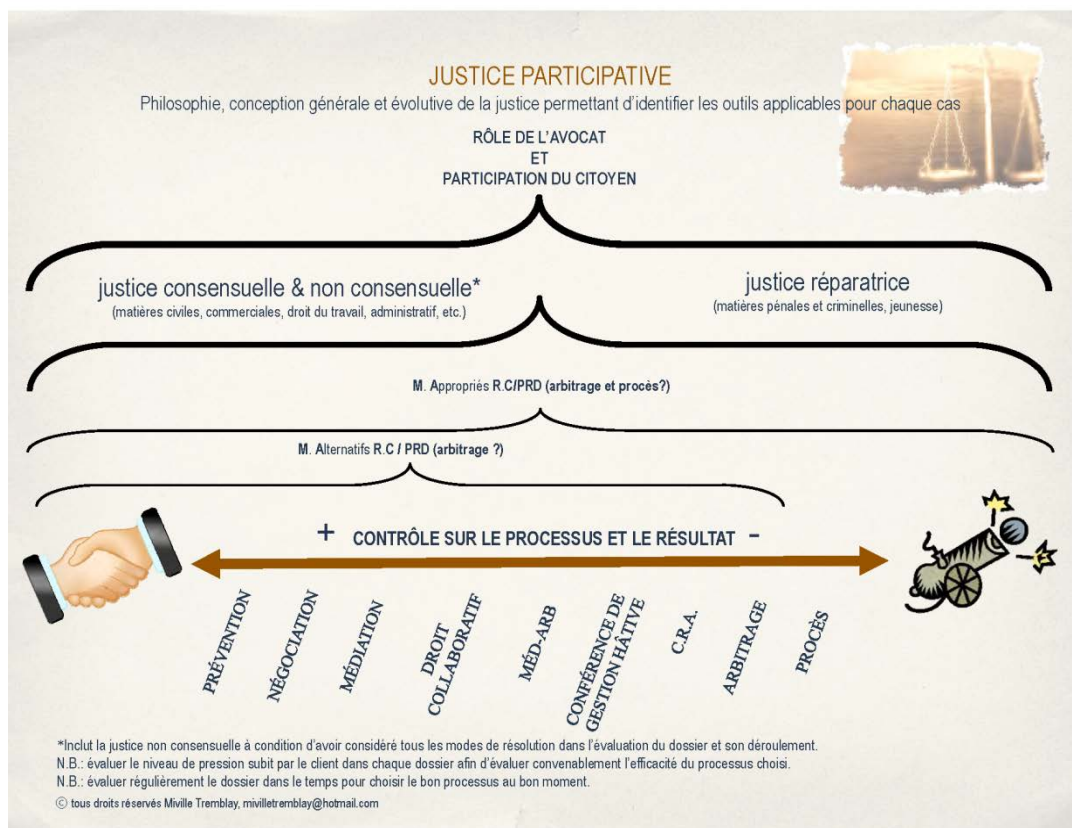 JUSTICE PARTICIPATIVE
Philosophie, conception générale et évolutive de la justice permettant d'identifier les outils applicables pour chaque cas
RÔLE DE L'AVOCAT
ET
PARTICIPATION DU CITOYEN
justice consensuelle & non consensuelle*
(matières civiles, commerciales, droit du travail, administratif, etc.)
justice réparatrice
(matières pénales et criminelles, jeunesse)
M. Appropriés R.C/PRD (arbitrage et procès?)
M. Alternatifs R.C / PRD (arbitrage ?)
+ CONTRÔLE SUR LE PROCESSUS ET LE RÉSULTAT -
PRÉVENTION
NÉGOCIATION
MÉDIATION
DROIT
COLLABORATIF
MÉD-ARB
CONFÉRENCE DE
GESTION HÂTIVE
C.R.A.
ARBITRAGE
PROCÈS
*Inclut la justice non consensuelle à condition d'avoir considéré tous les modes de résolution dans l'évaluation du dossier et son déroulement.
N.B.: évaluer le niveau de pression subit par le client dans chaque dossier afin d'évaluer convenablement l'efficacité du processus choisi.
N.B.: évaluer régulièrement le dossier dans le temps pour choisir le bon processus au bon moment.
© tous droits réservés Miville Tremblay, mivilletremblay@hotmail.com